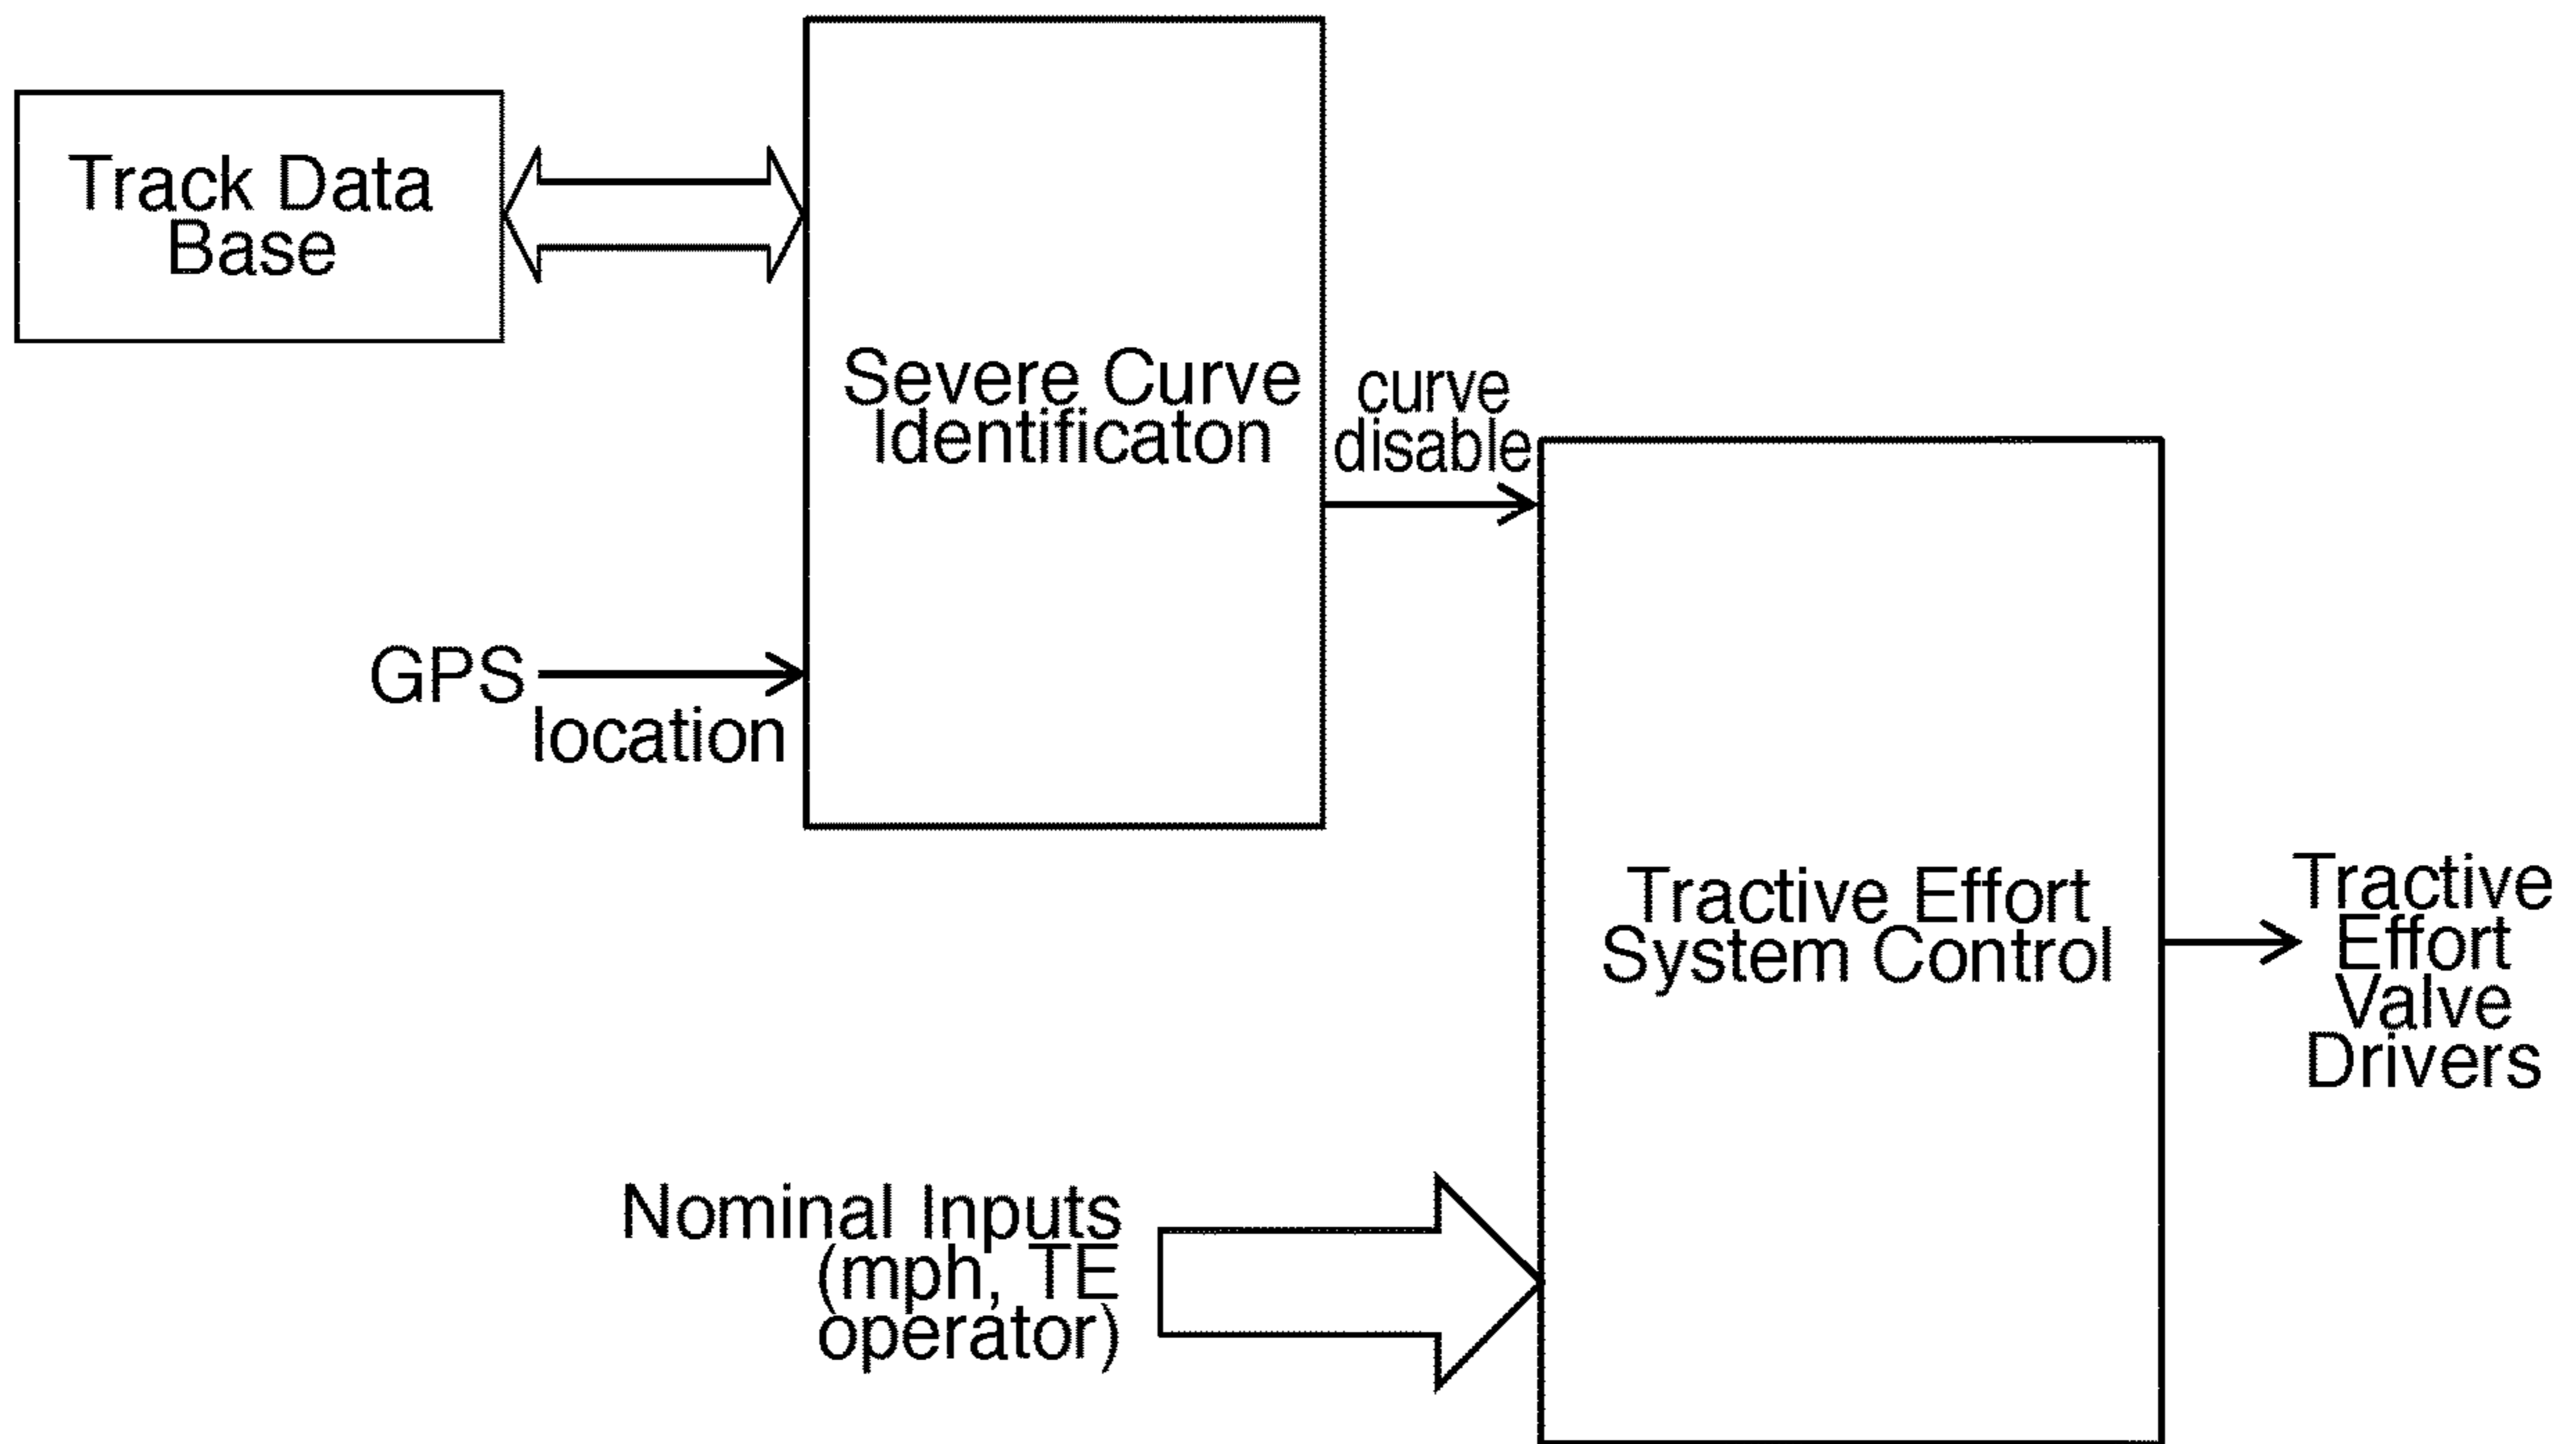 Track Data
Base
Severe Curve
Identificaton
curve
disable
GPS
location
Tractive Effort
System Control
Tractive
Effort
Valve
Drivers
Nominal Inputs
(mph, TE
operator)